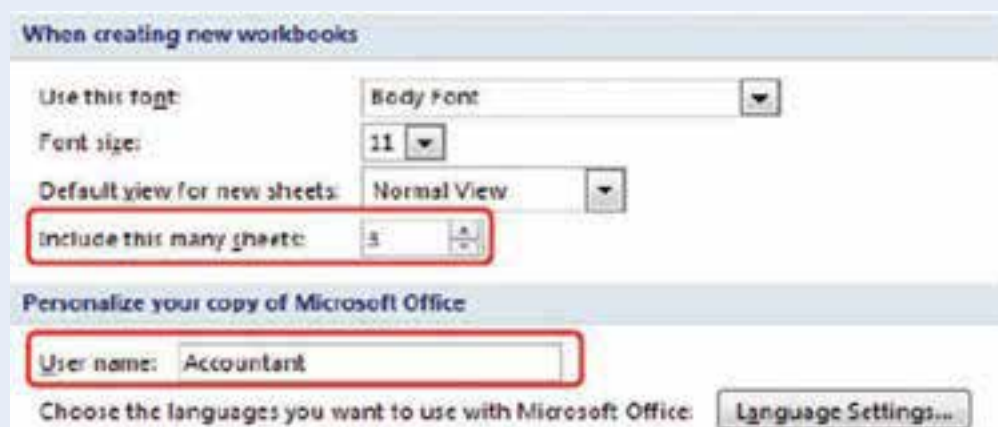 When creating new workbooks
Use this font: Body Font
Font size: 11
Default view for new sheets: Normal View
Include this many sheets:
Personalize your copy of Microsoft Office
User name: Accountant
Choose the languages you want to use with Microsoft Office: Language Settings...